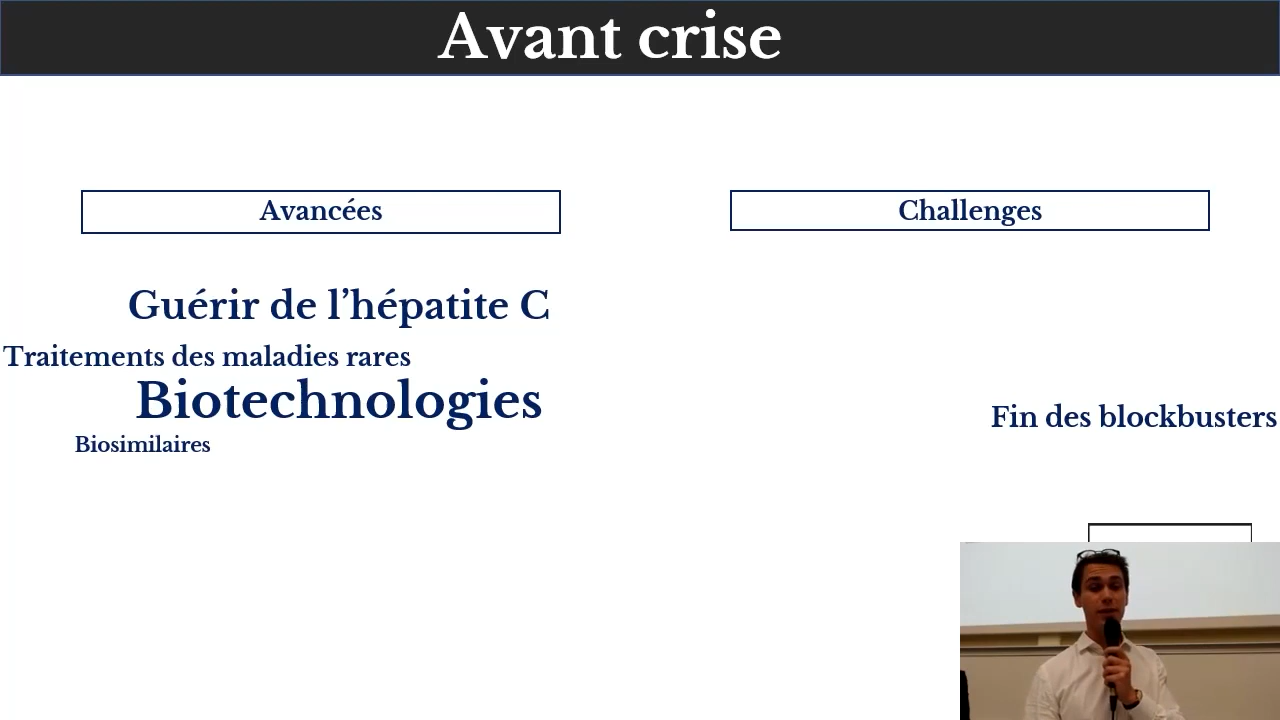 Avant crise
Avancées
Challenges
Guérir de l’hépatite C
Traitements des maladies rares
Biotechnologies
Fin des blockbusters
Biosimilaires